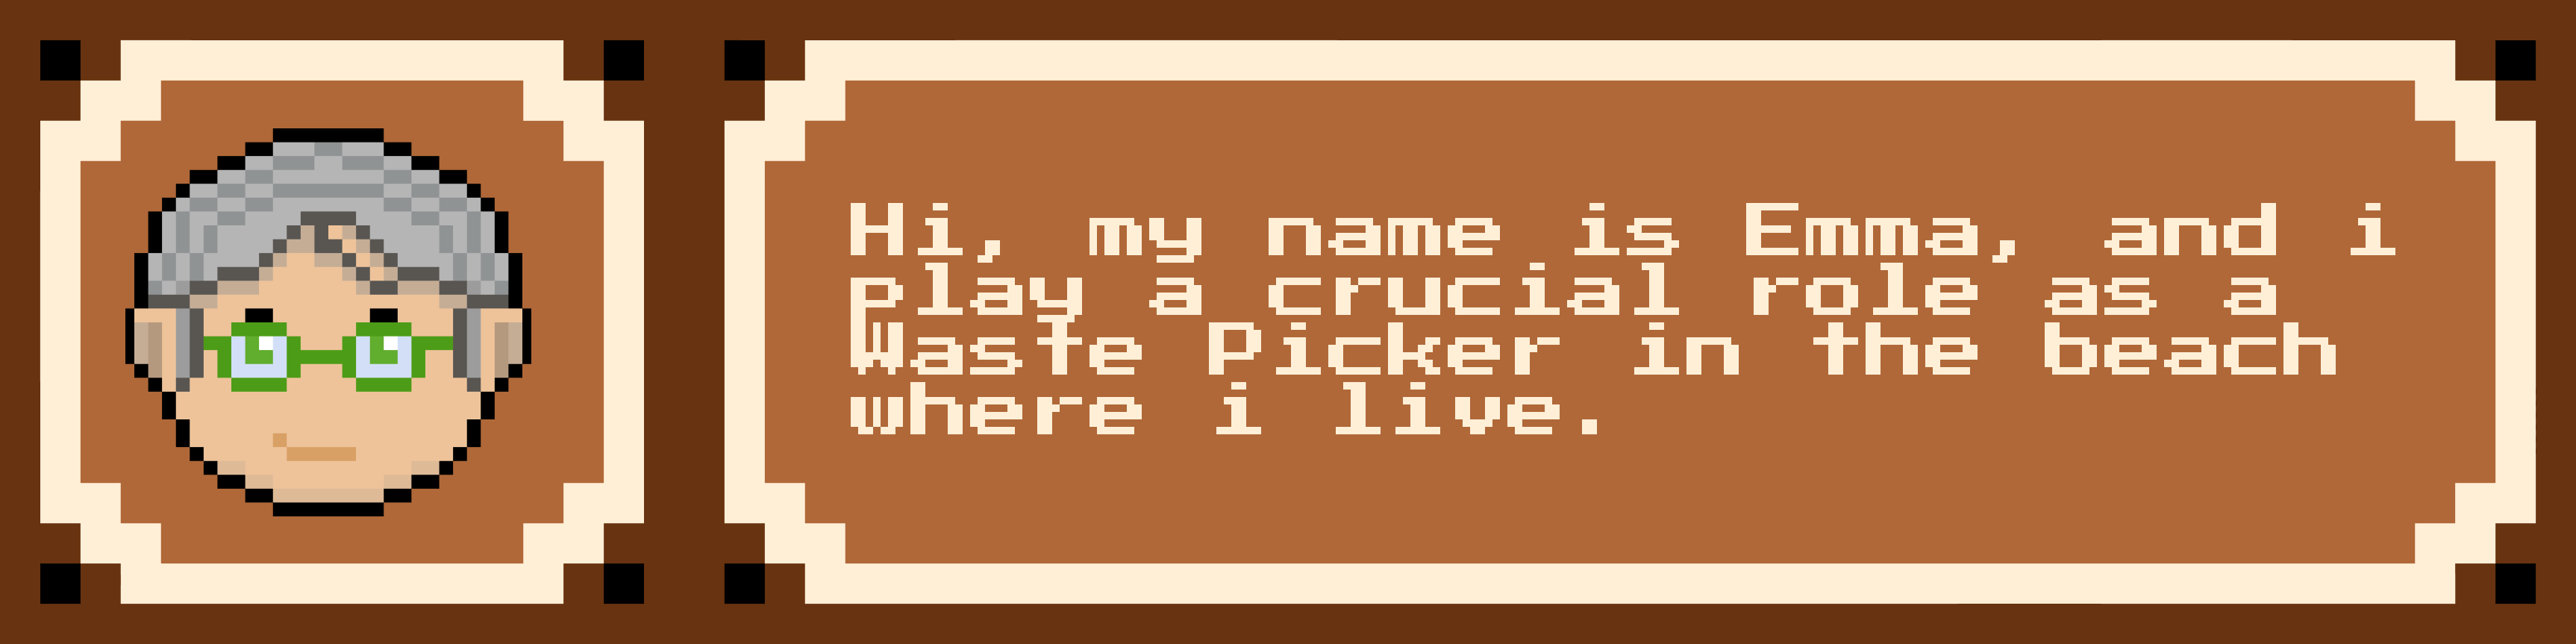 Hi, my name is Emma, and i
play a crucial role as a
Waste Picker in the beach
where i live.